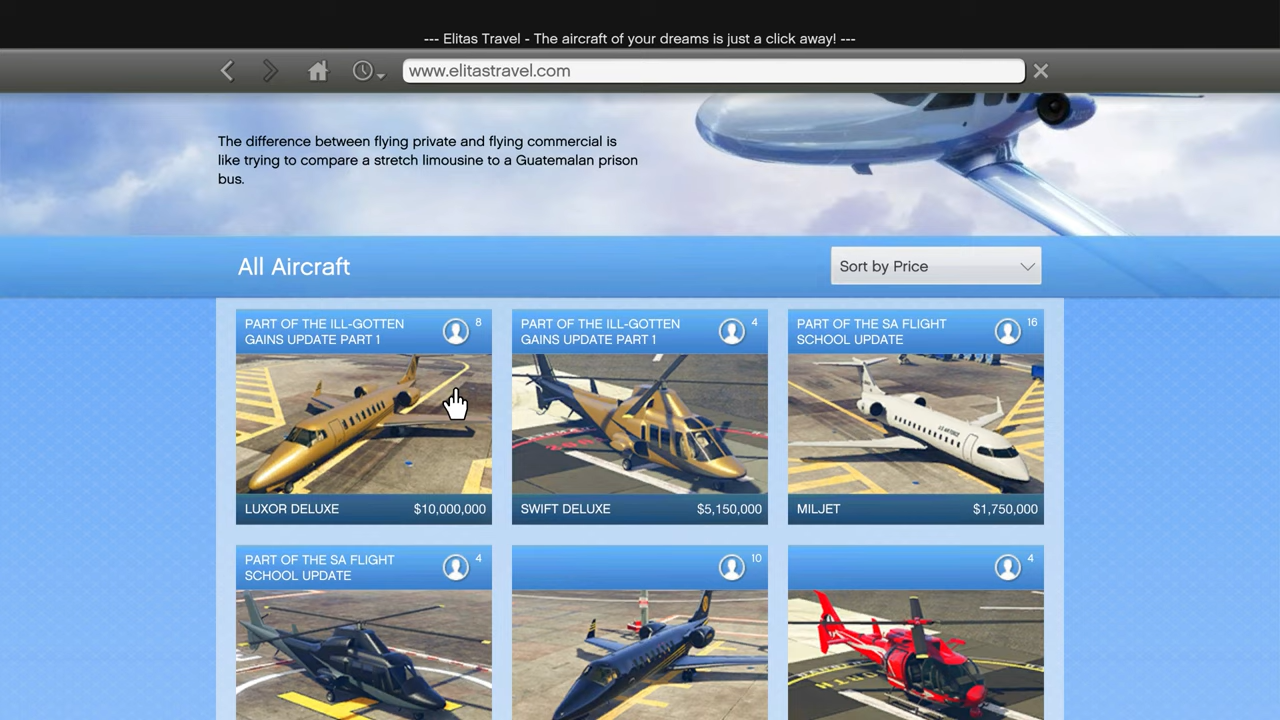 --- Elitas Travel - The aircraft of your dreams is just a click away! ---
www.elitastravel.com
The difference between flying private and flying commercial is
like trying to compare a stretch limousine to a Guatemalan prison
bus.
All Aircraft
Sort by Price
PART OF THE ILL-GOTTEN
GAINS UPDATE PART 1
8
LUXOR DELUXE
$10,000,000
PART OF THE ILL-GOTTEN
GAINS UPDATE PART 1
4
SWIFT DELUXE
$5,150,000
PART OF THE SA FLIGHT
SCHOOL UPDATE
16
MILJET
$1,750,000
PART OF THE SA FLIGHT
SCHOOL UPDATE
4
10
4